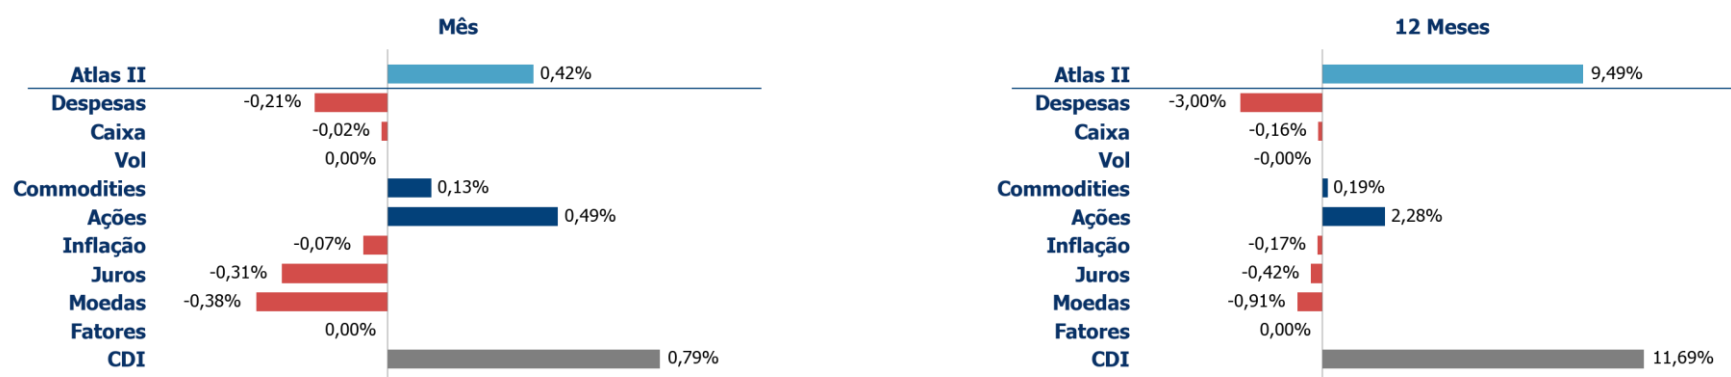 Mês
Atlas II 0,42%
Despesas -0,21%
Caixa -0,02%
Vol 0,00%
Commodities 0,13%
Ações 0,49%
Inflação -0,07%
Juros -0,31%
Moedas -0,38%
Fatores 0,00%
CDI 0,79%
12 Meses
Atlas II 9,49%
Despesas -3,00%
Caixa -0,16%
Vol -0,00%
Commodities 0,19%
Ações 2,28%
Inflação -0,17%
Juros -0,42%
Moedas -0,91%
Fatores 0,00%
CDI 11,69%